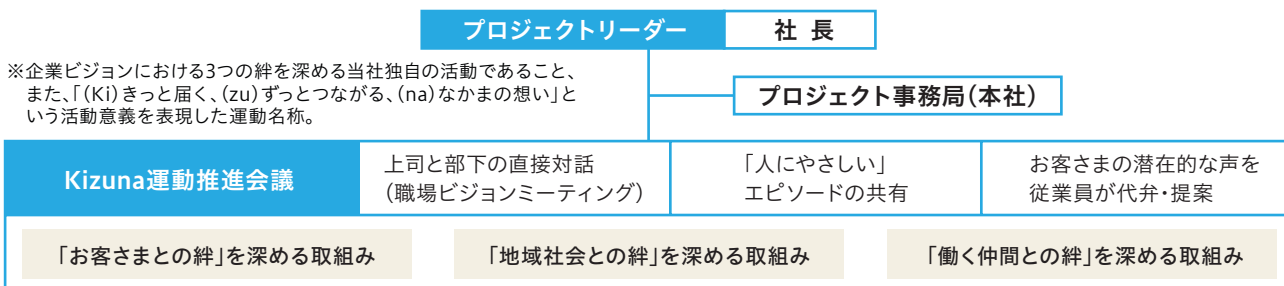 プロジェクトリーダー 社 長
※企業ビジョンにおける3つの絆を深める当社独自の活動であること、
また、「(Ki)きっと届く、(zu)ずっとつながる、(na)なかまの想い」と
いう活動意義を表現した運動名称。
プロジェクト事務局(本社)
Kizuna運動推進会議
上司と部下の直接対話
(職場ビジョンミーティング)
「人にやさしい」
エピソードの共有
お客さまの潜在的な声を
従業員が代弁・提案
「お客さまとの絆」を深める取組み
「地域社会との絆」を深める取組み
「働く仲間との絆」を深める取組み